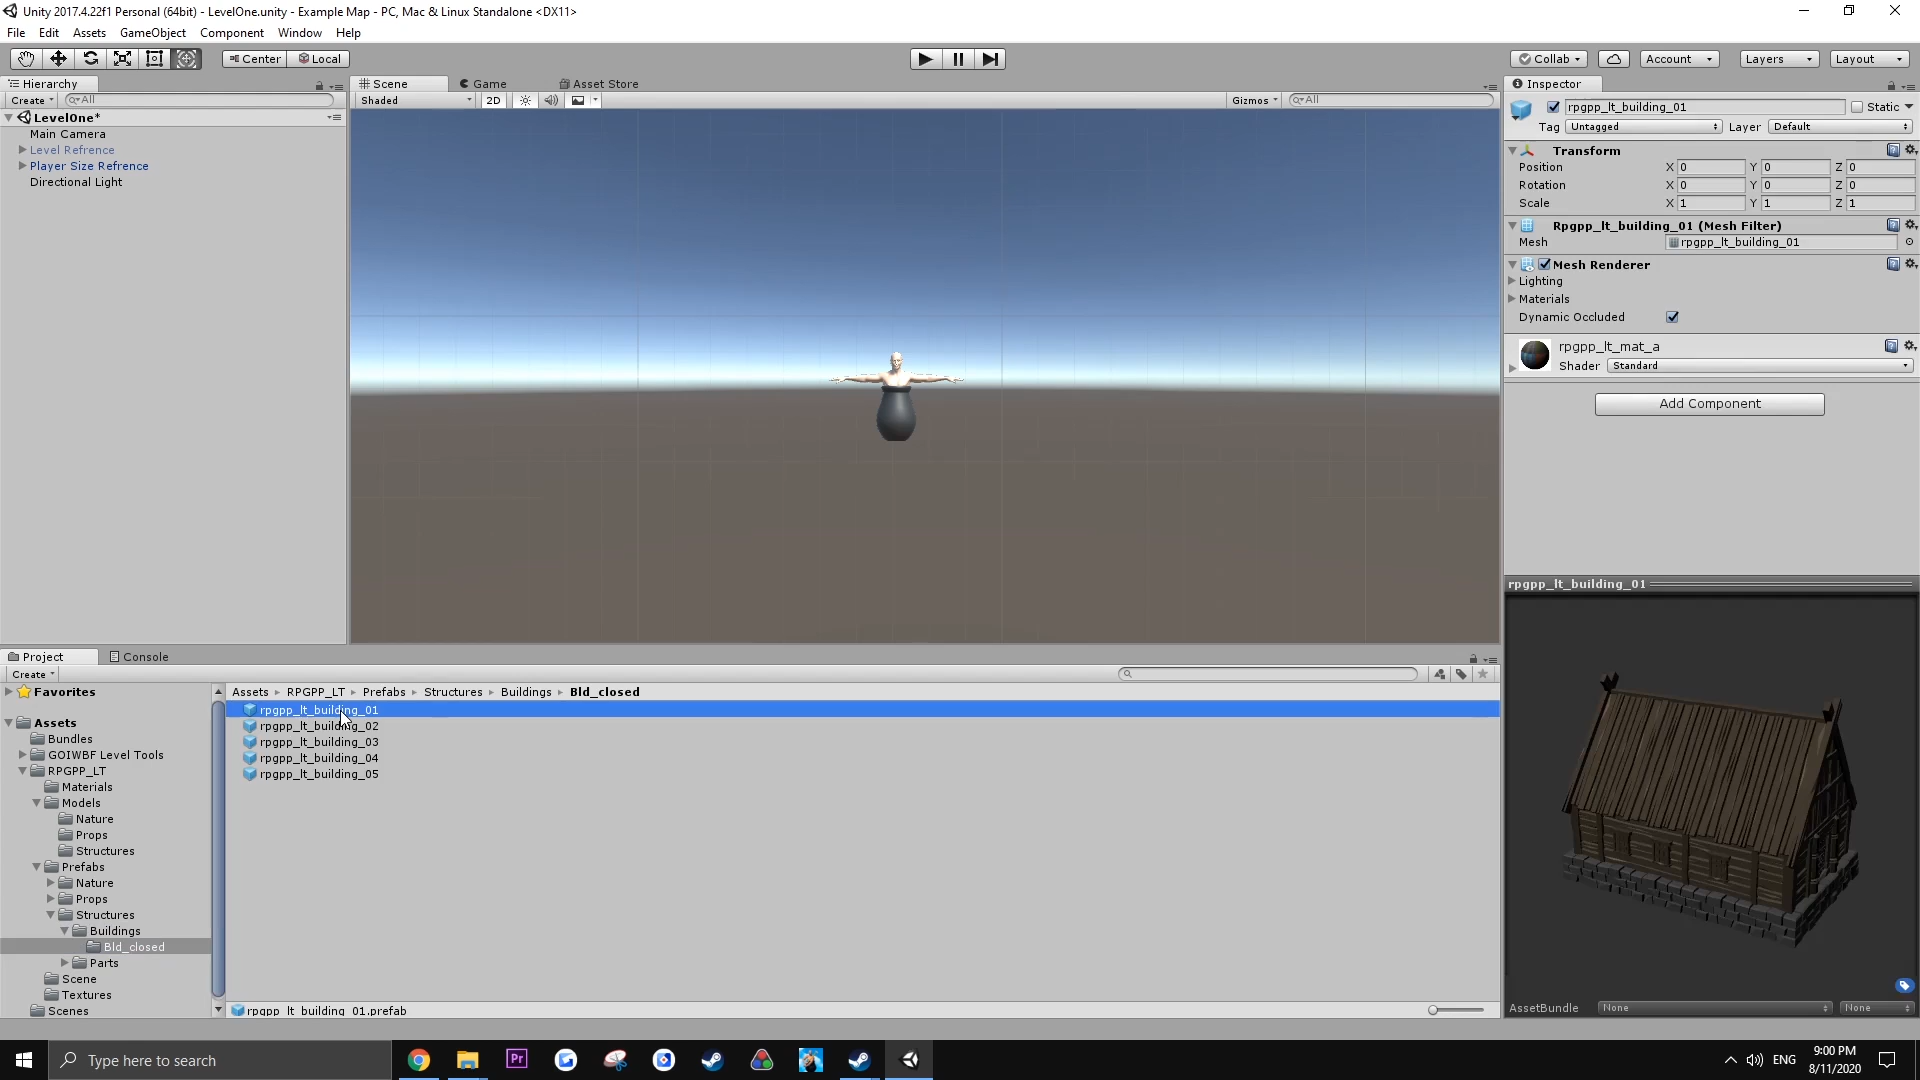 Unity 2017.4.22f1 Personal (64bit) - LevelOne.unity - Example Map - PC, Mac & Linux Standalone <DX11>
File Edit Assets GameObject Component Window Help
Center Local Collab Account Layers Layout
Hierarchy
Create All
LevelOne*
Main Camera
Level Refrence
Player Size Refrence
Directional Light
Scene Game Asset Store
Shaded 2D Gizmos All
Inspector
rpgpp_lt_building_01 Static
Tag Untagged Layer Default
Transform
Position X 0 Y 0 Z 0
Rotation X 0 Y 0 Z 0
Scale X 1 Y 1 Z 1
Rpgpp_lt_building_01 (Mesh Filter)
Mesh rpgpp_lt_building_01
Mesh Renderer
Lighting
Materials
Dynamic Occluded
rpgpp_lt_mat_a
Shader Standard
Add Component
rpgpp_lt_building_01
AssetBundle None None
Project Console
Create
Favorites
Assets
Bundles
GOIWBF Level Tools
RPGPP_LT
Materials
Models
Nature
Props
Structures
Prefabs
Nature
Props
Structures
Buildings
Bld_closed
Parts
Scene
Textures
Scenes
Assets RPGPP_LT Prefabs Structures Buildings Bld_closed
rpgpp_lt_building_01
rpgpp_lt_building_02
rpgpp_lt_building_03
rpgpp_lt_building_04
rpgpp_lt_building_05
rpgpp_lt_building_01.prefab
Type here to search
Pr
ENG
9:00 PM
8/11/2020